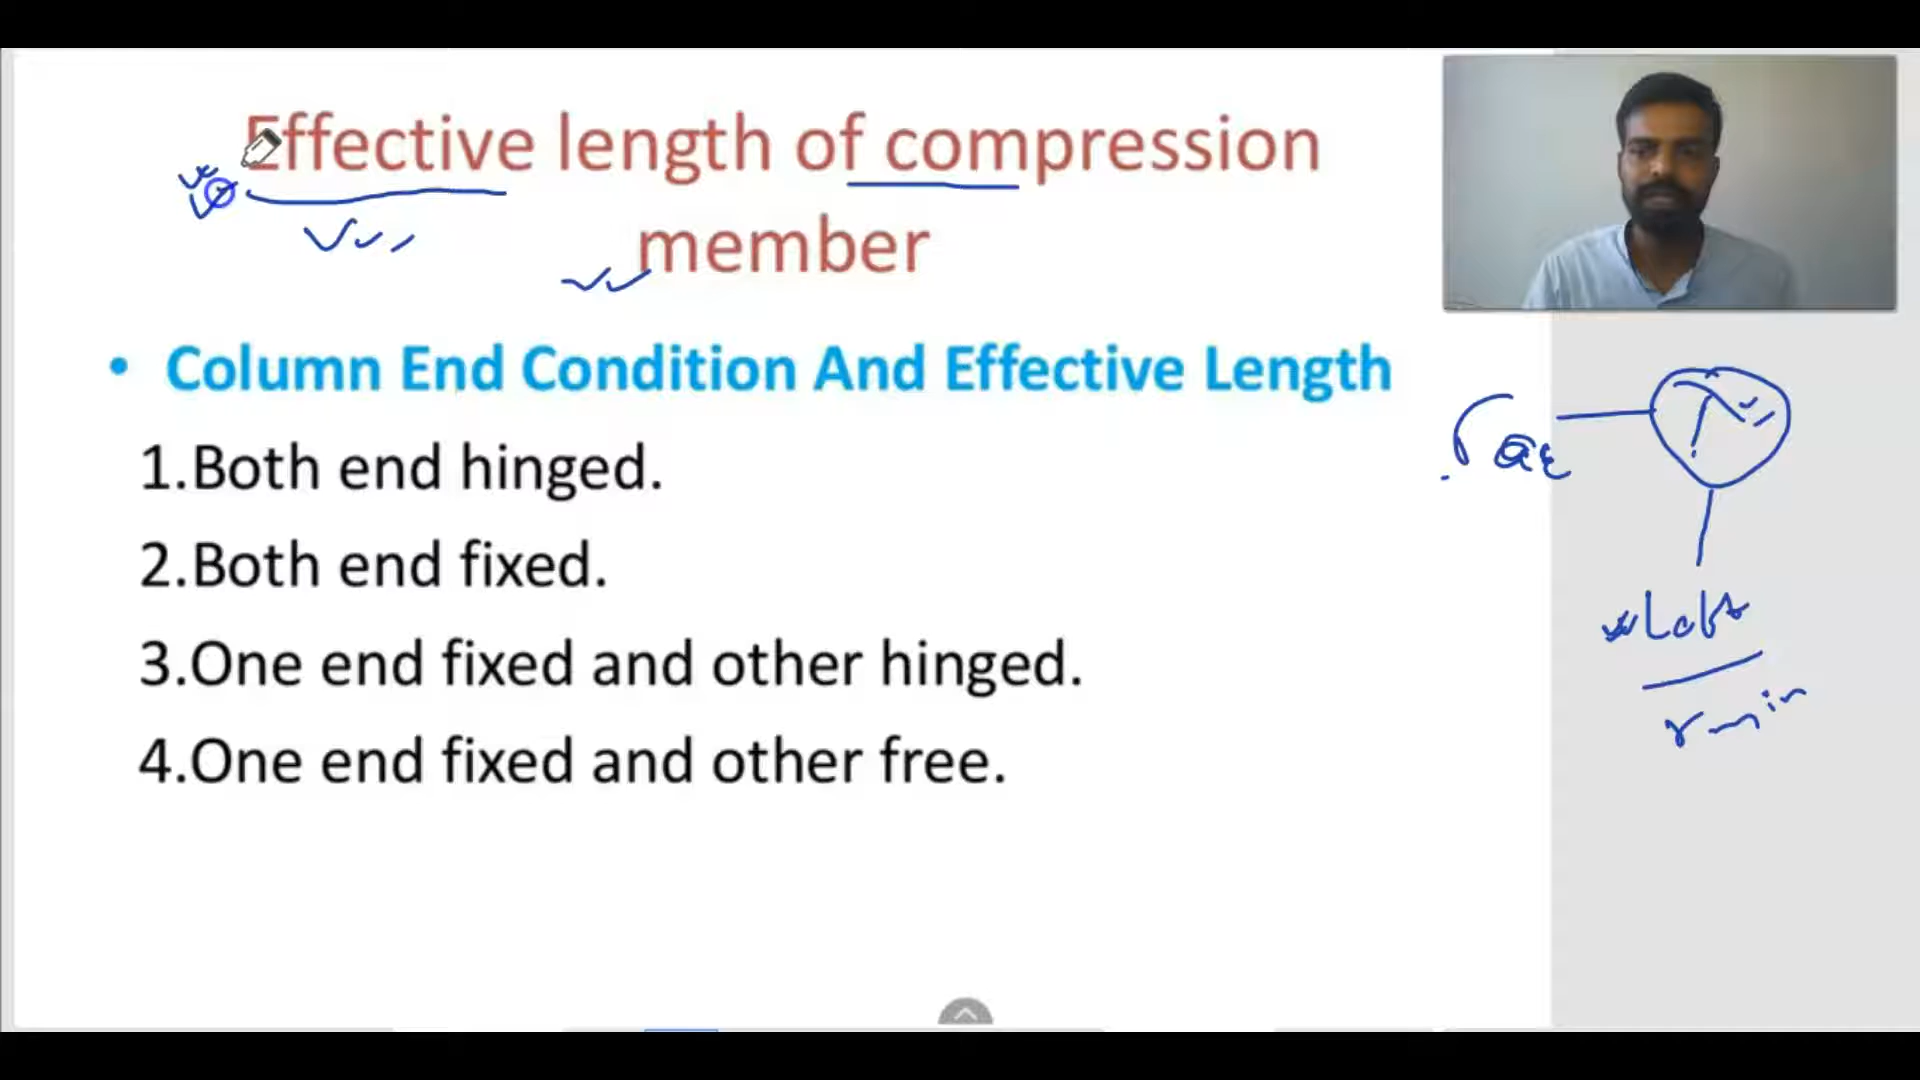 Effective length of compression
member
• Column End Condition And Effective Length
1.Both end hinged.
2.Both end fixed.
3.One end fixed and other hinged.
4.One end fixed and other free.
r min